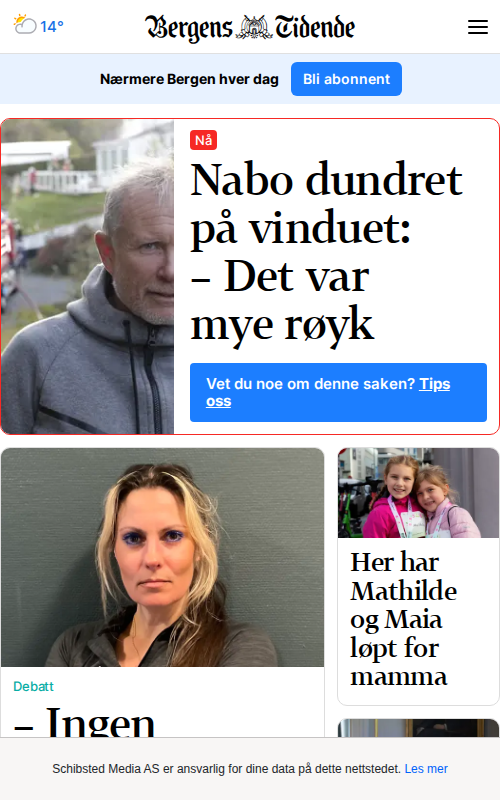 14°
Bergens Tidende
Nærmere Bergen hver dag
Bli abonnent
Nå
Nabo dundret
på vinduet:
– Det var
mye røyk
Vet du noe om denne saken? Tips
oss
Her har
Mathilde
og Maia
løpt for
mamma
Debatt
– Ingen
Schibsted Media AS er ansvarlig for dine data på dette nettstedet. Les mer